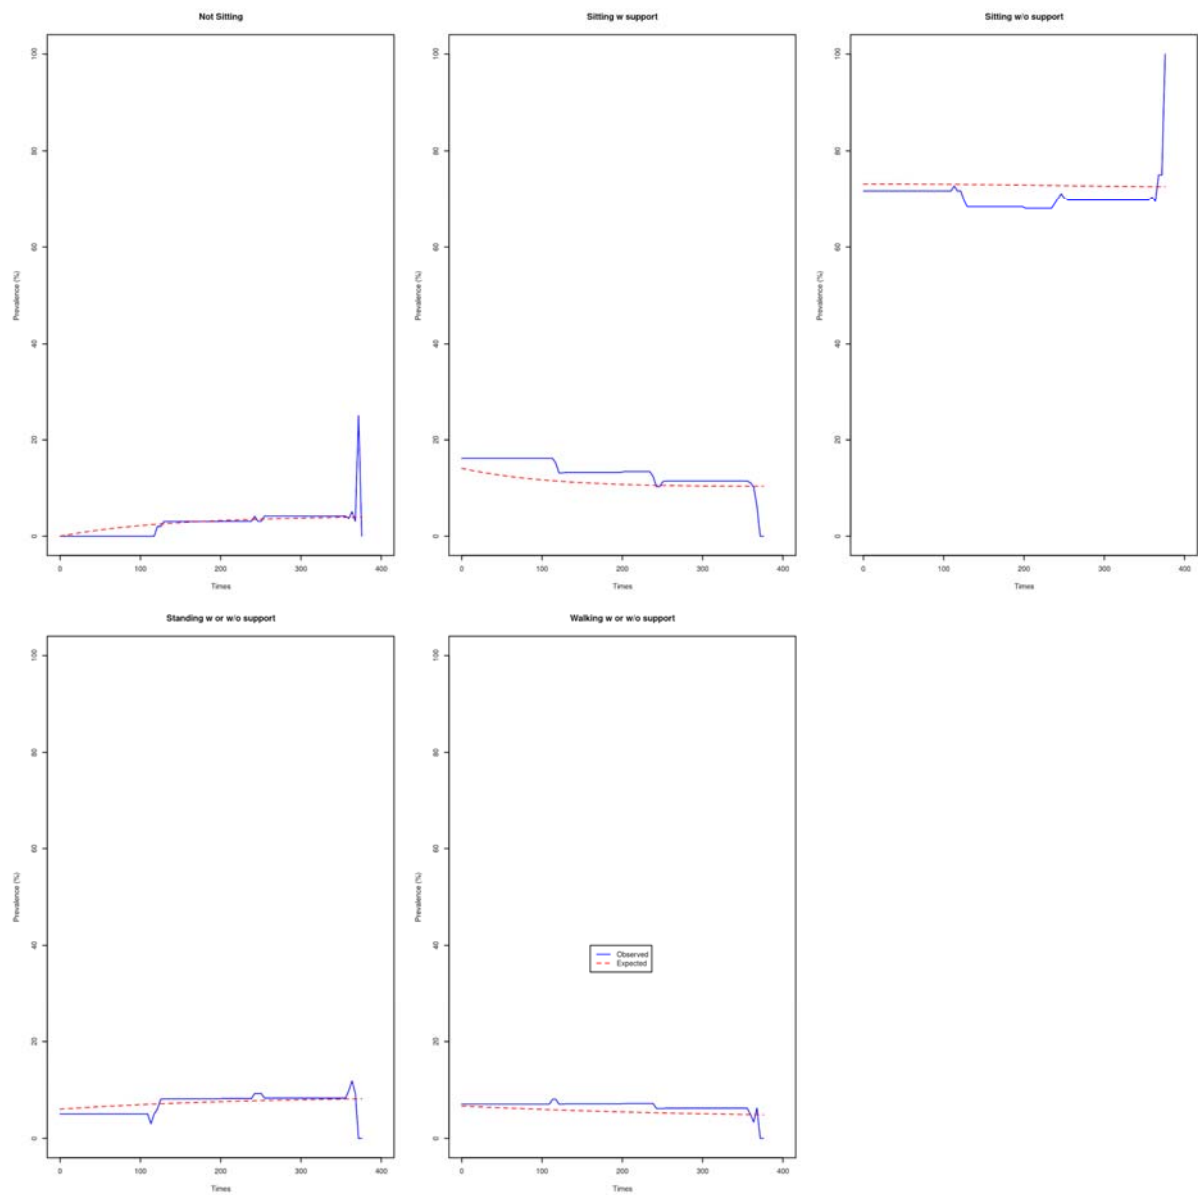 Not Sitting
Prevalence (%)
100
80
60
40
20
0
0 100 200 300 400
Times
Sitting w support
Prevalence (%)
100
80
60
40
20
0
0 100 200 300 400
Times
Sitting w/o support
Prevalence (%)
100
80
60
40
20
0
0 100 200 300 400
Times
Standing w or w/o support
Prevalence (%)
100
80
60
40
20
0
0 100 200 300 400
Times
Walking w or w/o support
Prevalence (%)
100
80
60
40
20
0
Observed
Expected
0 100 200 300 400
Times